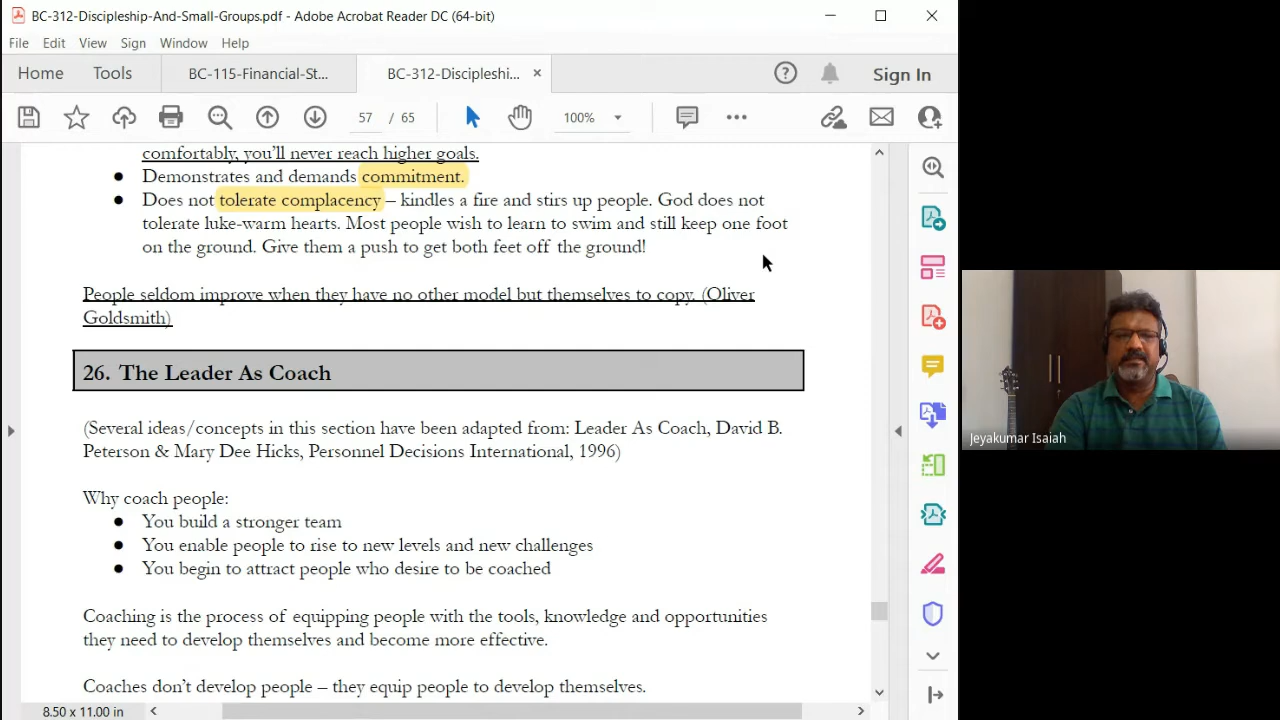 BC-312-Discipleship-And-Small-Groups.pdf - Adobe Acrobat Reader DC (64-bit)
File Edit View Sign Window Help
Home Tools BC-115-Financial-St... BC-312-Discipleshi... × Sign In
57 / 65 100%
comfortably, you'll never reach higher goals.
● Demonstrates and demands commitment.
● Does not tolerate complacency – kindles a fire and stirs up people. God does not
tolerate luke-warm hearts. Most people wish to learn to swim and still keep one foot
on the ground. Give them a push to get both feet off the ground!
People seldom improve when they have no other model but themselves to copy. (Oliver
Goldsmith)
26. The Leader As Coach
(Several ideas/concepts in this section have been adapted from: Leader As Coach, David B.
Peterson & Mary Dee Hicks, Personnel Decisions International, 1996)
Why coach people:
● You build a stronger team
● You enable people to rise to new levels and new challenges
● You begin to attract people who desire to be coached
Coaching is the process of equipping people with the tools, knowledge and opportunities
they need to develop themselves and become more effective.
Coaches don't develop people – they equip people to develop themselves.
8.50 x 11.00 in
Jeyakumar Isaiah